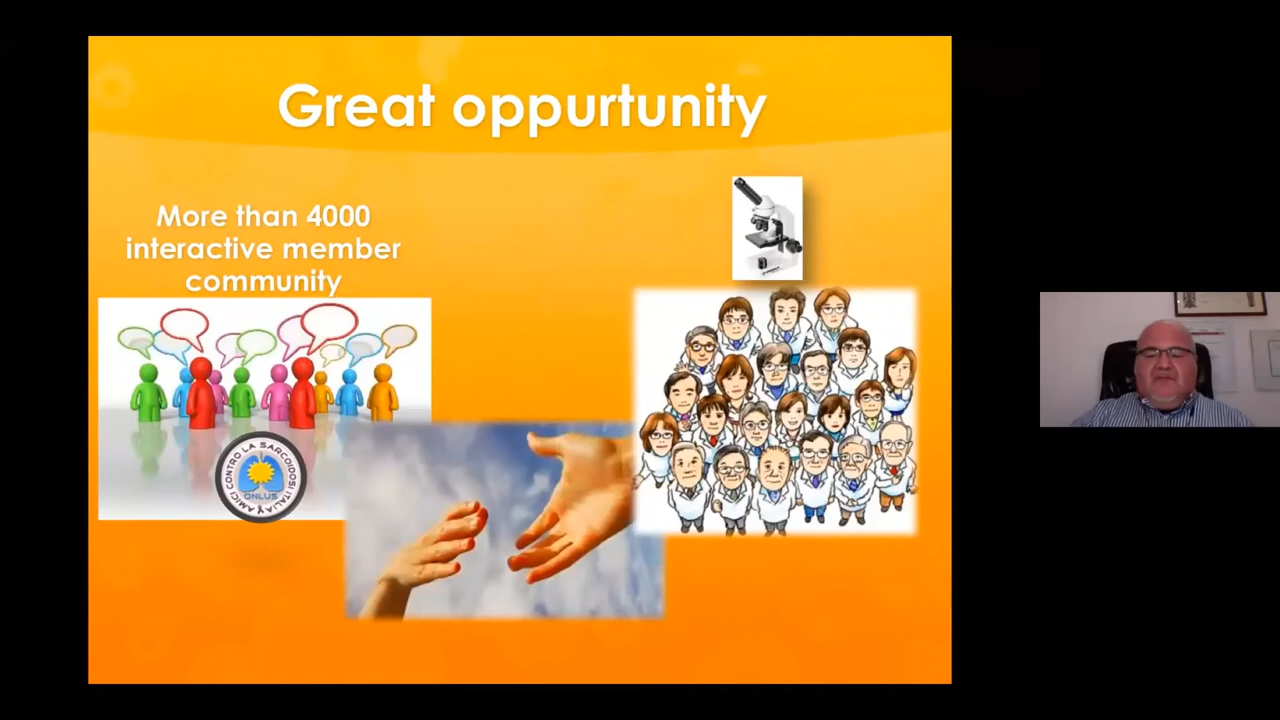 Great oppurtunity
More than 4000
interactive member
community
AMICI CONTRO LA SARCOIDOSI ITALIA
ONLUS